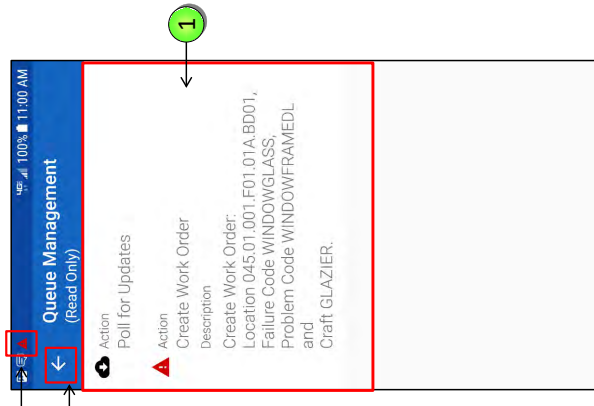 4G 100% 11:00 AM
Queue Management
(Read Only)
Action
Poll for Updates
Action
Create Work Order
Description
Create Work Order:
Location 045.01.001.F01.01A.BD01,
Failure Code WINDOWGLASS,
Problem Code WINDOWFRAMEDL
and
Craft GLAZIER.
1